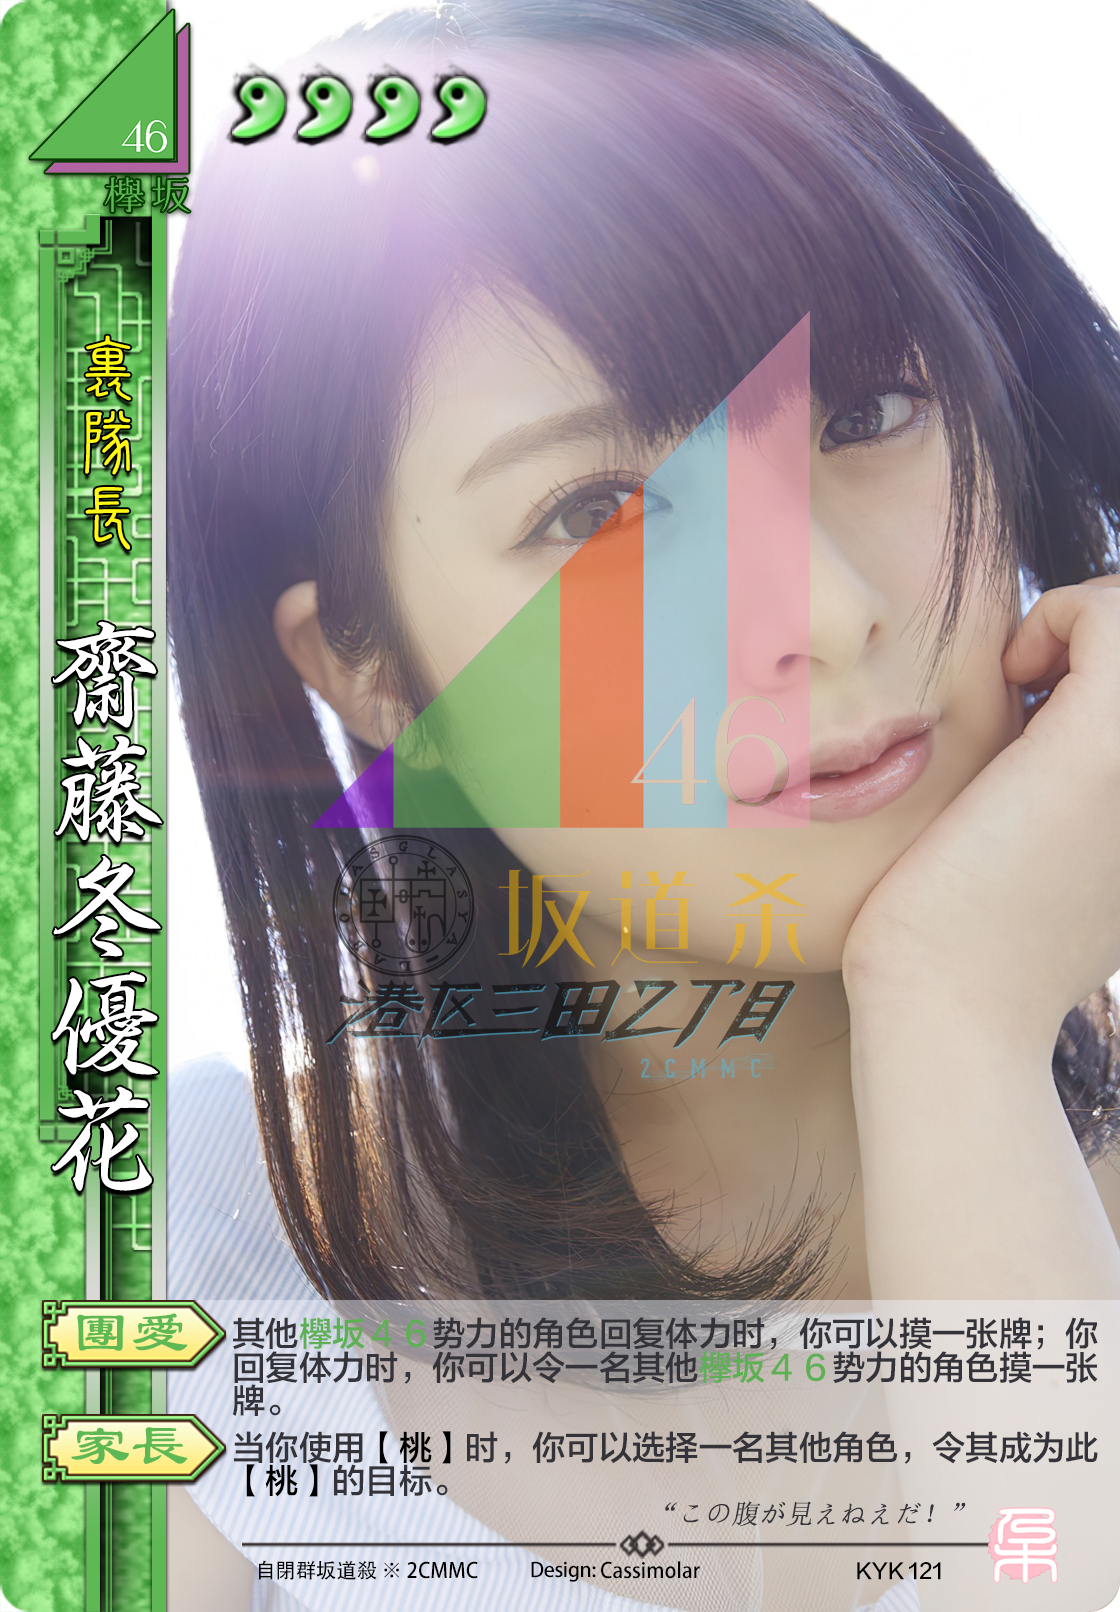 46
欅坂
裏隊長
齋藤冬優花
46
GLASYALABOLAS
坂道杀
港区三田2丁目
2CMMC
團愛
其他欅坂46势力的角色回复体力时，你可以摸一张牌；你
回复体力时，你可以令一名其他欅坂46势力的角色摸一张
牌。
家長
当你使用【桃】时，你可以选择一名其他角色，令其成为此
【桃】的目标。
“この腹が見えねえだ！”
自閉群坂道殺 ※ 2CMMC
Design: Cassimolar
KYK 121